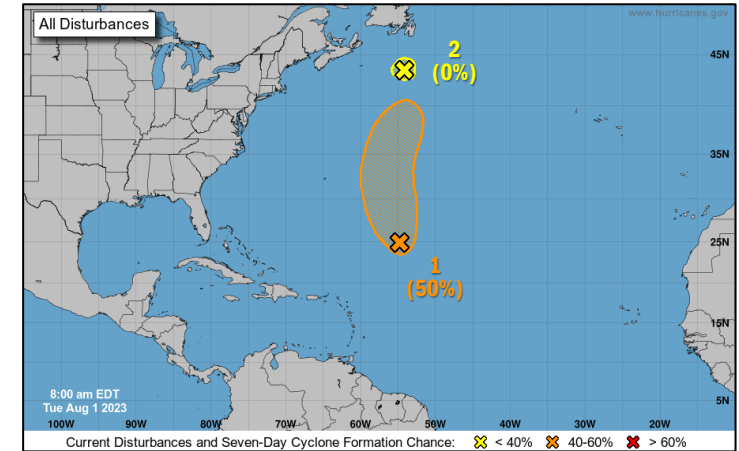 All Disturbances
www.hurricanes.gov
2
(0%)
45N
35N
25N
1
(50%)
15N
8:00 am EDT
Tue Aug 1 2023
5N
100W 90W 80W 70W 60W 50W 40W 30W 20W
Current Disturbances and Seven-Day Cyclone Formation Chance: < 40% 40-60% > 60%